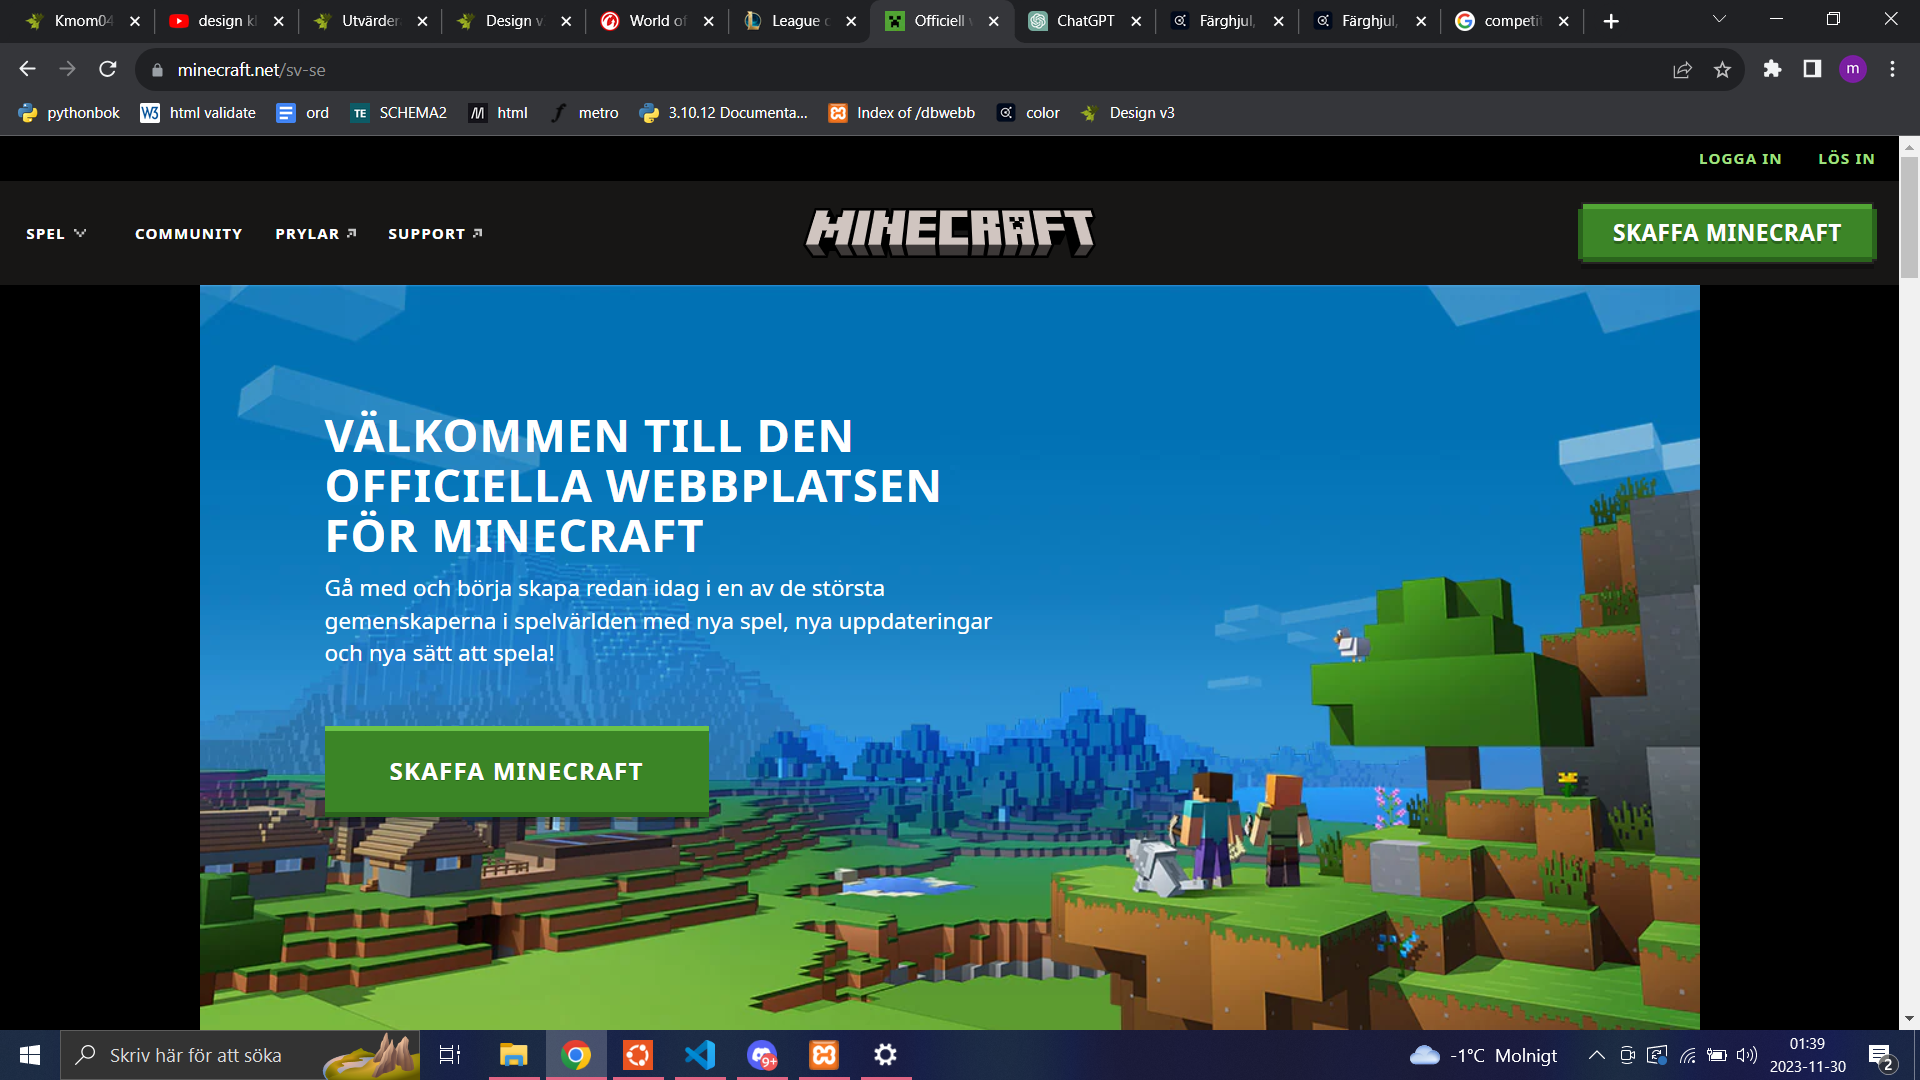 Kmom04
design k
Utvärder
Design v
World of
League o
Officiell
ChatGPT
Färghjul,
Färghjul,
competit
minecraft.net/sv-se
m
pythonbok
html validate
ord
SCHEMA2
html
metro
3.10.12 Documenta...
Index of /dbwebb
color
Design v3
LOGGA IN
LÖS IN
SPEL
COMMUNITY
PRYLAR
SUPPORT
MINECRAFT
SKAFFA MINECRAFT
VÄLKOMMEN TILL DEN
OFFICIELLA WEBBPLATSEN
FÖR MINECRAFT
Gå med och börja skapa redan idag i en av de största
gemenskaperna i spelvärlden med nya spel, nya uppdateringar
och nya sätt att spela!
SKAFFA MINECRAFT
Skriv här för att söka
9+
-1°C Molnigt
01:39
2023-11-30
2